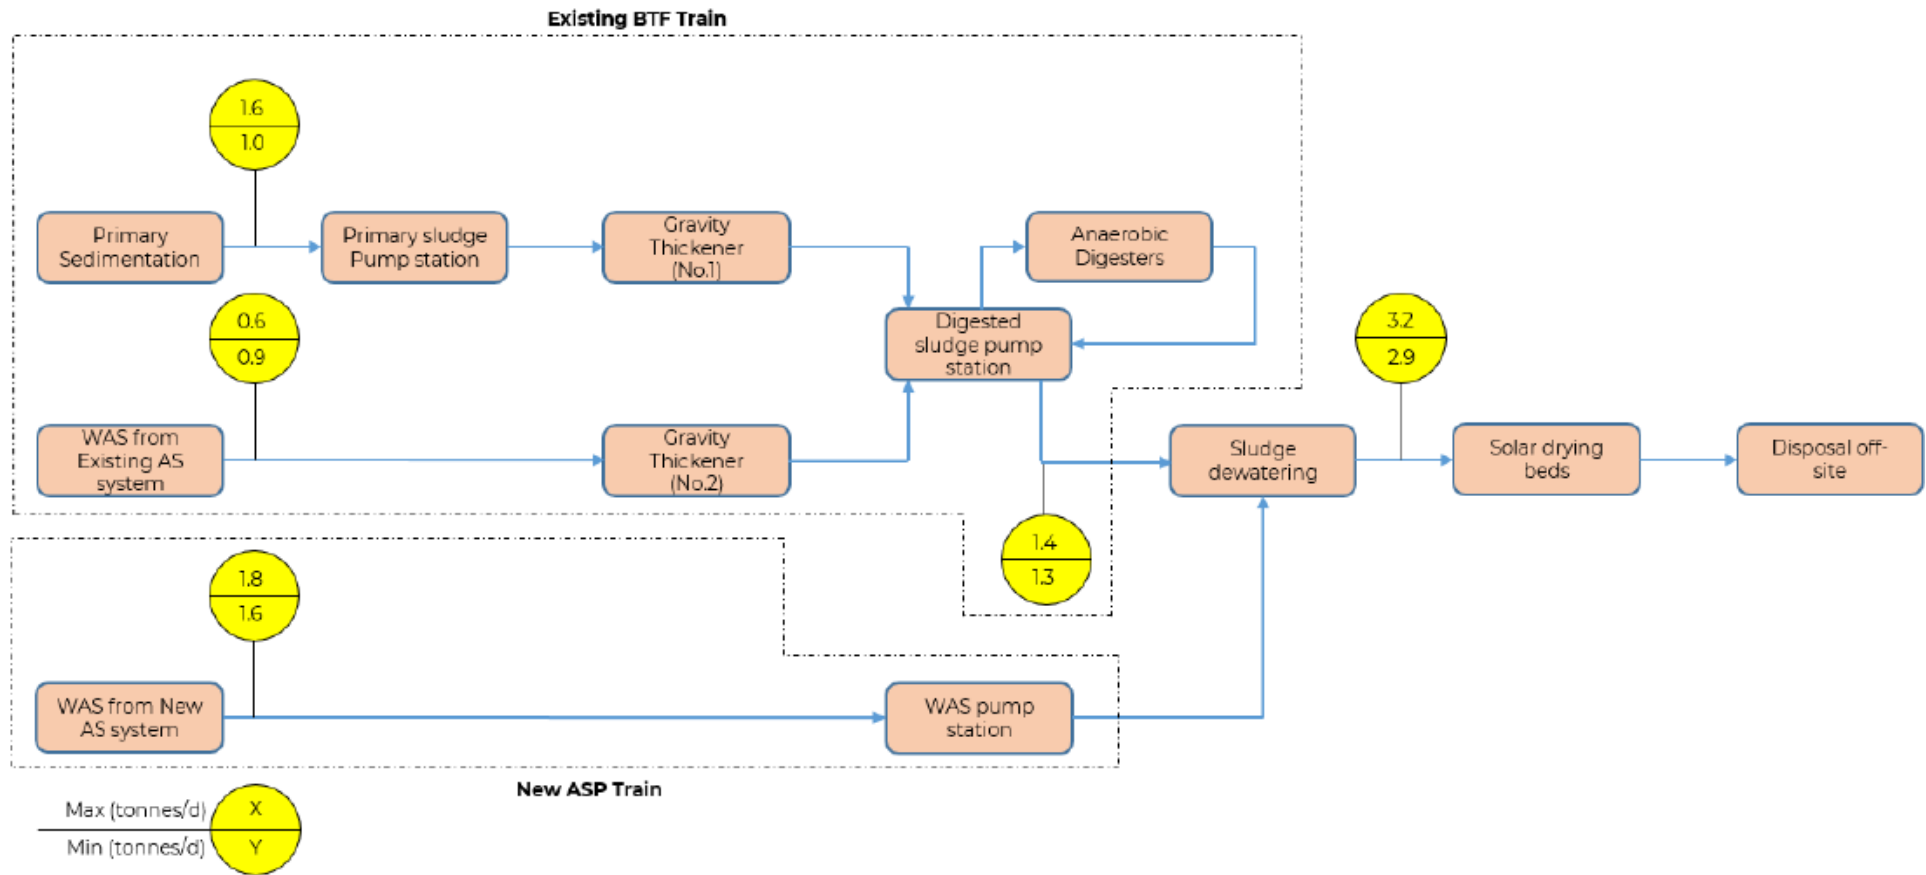 Existing BTF Train
1.6
1.0
Primary
Sedimentation
Primary sludge
Pump station
Gravity
Thickener
(No.1)
Anaerobic
Digesters
0.6
0.9
Digested
sludge pump
station
3.2
2.9
WAS from
Existing AS
system
Gravity
Thickener
(No.2)
Sludge
dewatering
Solar drying
beds
Disposal off-
site
1.4
1.3
1.8
1.6
WAS from New
AS system
WAS pump
station
New ASP Train
Max (tonnes/d)
X
Min (tonnes/d)
Y